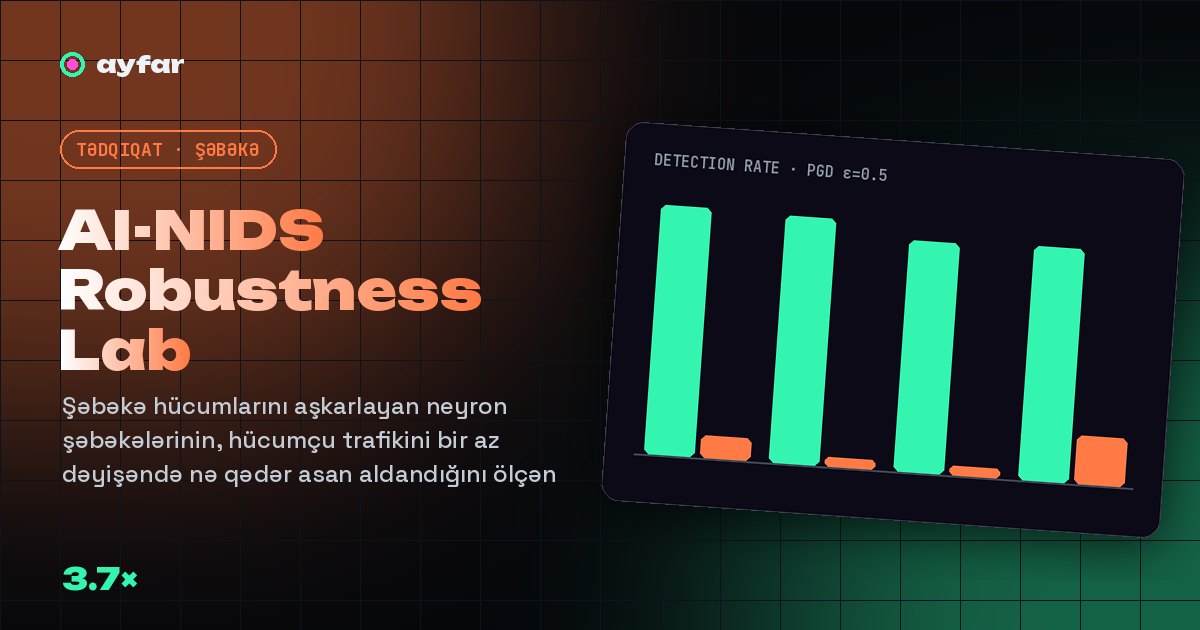 ayfar
TƏDQIQAT · ŞƏBƏKƏ
AI-NIDS
Robustness
Lab
Şəbəkə hücumlarını aşkarlayan neyron
şəbəkələrinin, hücumçu trafikini bir az
dəyişəndə nə qədər asan aldandığını ölçən
3.7×
DETECTION RATE · PGD ε=0.5